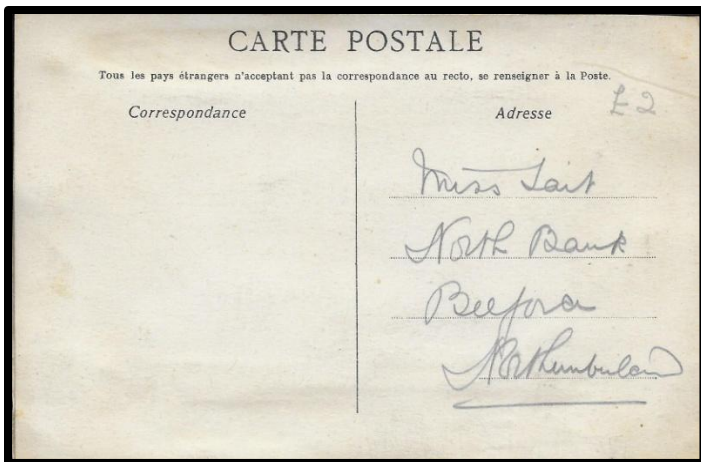 CARTE POSTALE
Tous les pays étrangers n'acceptant pas la correspondance au recto, se renseigner à la Poste.
Correspondance
Adresse
£2
Miss Tait
North Bank
Belford
Northumberland